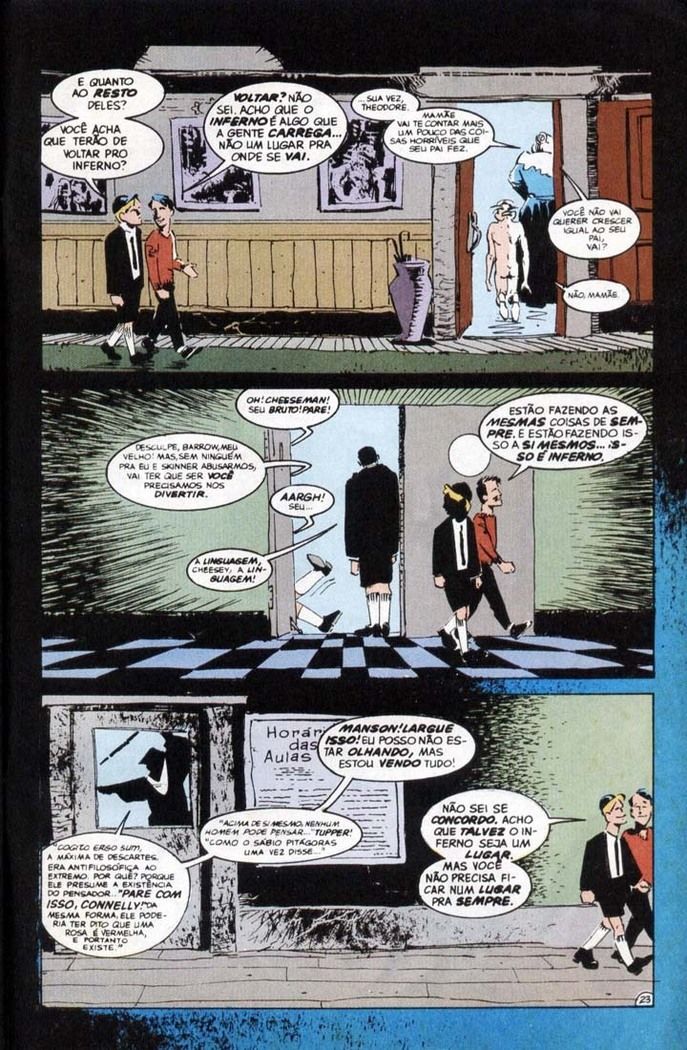 E QUANTO
AO RESTO
DELES?
VOCÊ ACHA
QUE TERÃO DE
VOLTAR PRO
INFERNO?
VOLTAR? NÃO
SEI. ACHO QUE O
INFERNO É ALGO QUE
A GENTE CARREGA...
NÃO UM LUGAR PRA
ONDE SE VAI.
...SUA VEZ,
THEODORE.
MAMÃE
VAI TE CONTAR MAIS
UM POUCO DAS COI-
SAS HORRÍVEIS QUE
SEU PAI FEZ.
VOCÊ NÃO VAI
QUERER CRESCER
IGUAL AO SEU
PAI,
VAI?
NÃO, MAMÃE.
OH! CHEESEMAN!
SEU BRUTO! PARE!
DESCULPE, BARROW, MEU
VELHO! MAS, SEM NINGUÉM
PRA EU E SKINNER ABUSARMOS,
VAI TER QUE SER VOCÊ
PRECISAMOS NOS
DIVERTIR.
AARGH!
SEU...
A LINGUAGEM,
CHEESEY, A LIN-
GUAGEM!
ESTÃO FAZENDO AS
MESMAS COISAS DE SEM-
PRE. E ESTÃO FAZENDO IS-
SO A SI MESMOS... IS-
SO É INFERNO.
Horár
das
Aulas
MANSON! LARGUE
ISSO! EU POSSO NÃO ES-
TAR OLHANDO, MAS
ESTOU VENDO TUDO!
"ACIMA DE SI MESMO, NENHUM
HOMEM PODE PENSAR..." TUPPER!
"COMO O SÁBIO PITÁGORAS
UMA VEZ DISSE..."
"COGITO ERGO SUM,
A MÁXIMA DE DESCARTES.
ERA ANTIFILOSÓFICA AO
EXTREMO. POR QUÊ? PORQUE
ELE PRESUME A EXISTÊNCIA
DO PENSADOR..." PARE COM
ISSO, CONNELLY! "DA
MESMA FORMA, ELE PODE-
RIA TER DITO QUE UMA
ROSA É VERMELHA,
E PORTANTO
EXISTE."
NÃO SEI SE
CONCORDO. ACHO
QUE TALVEZ O IN-
FERNO SEJA UM
LUGAR.
MAS VOCÊ
NÃO PRECISA FI-
CAR NUM LUGAR
PRA SEMPRE.
23